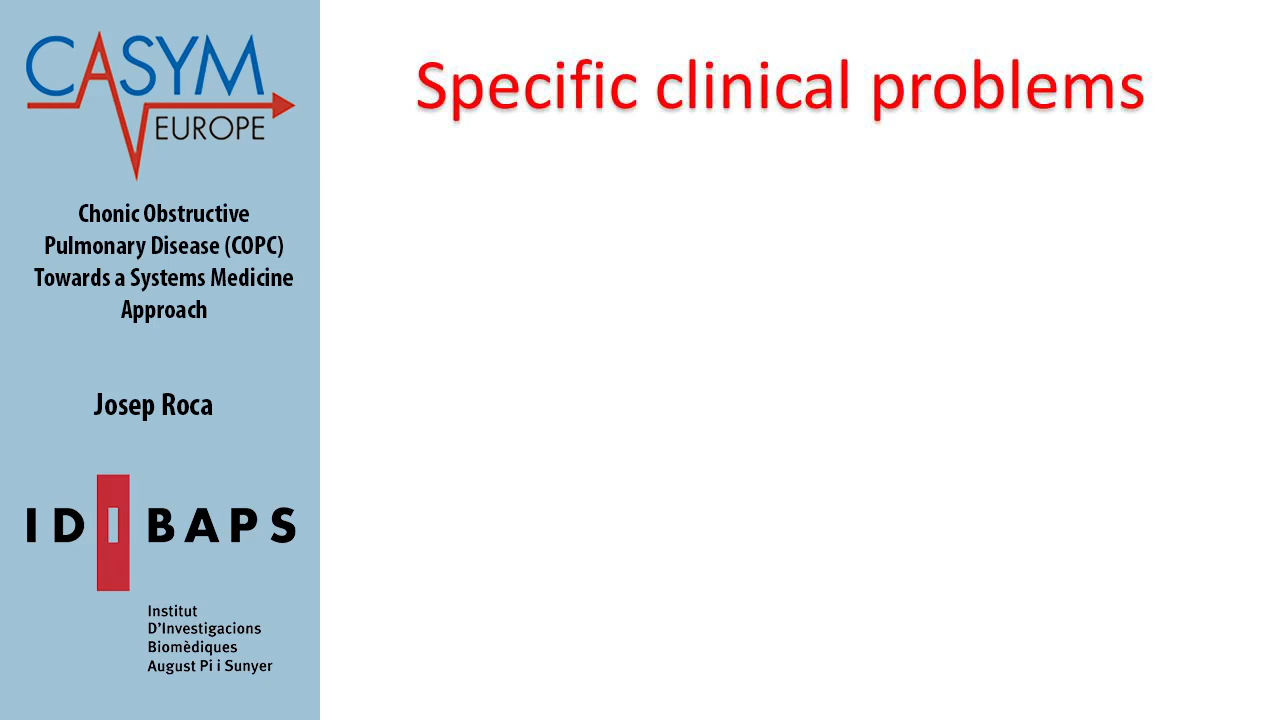 CASYM
EUROPE
Chonic Obstructive
Pulmonary Disease (COPC)
Towards a Systems Medicine
Approach
Josep Roca
IDIBAPS
Institut
D'Investigacions
Biomèdiques
August Pi i Sunyer
Specific clinical problems